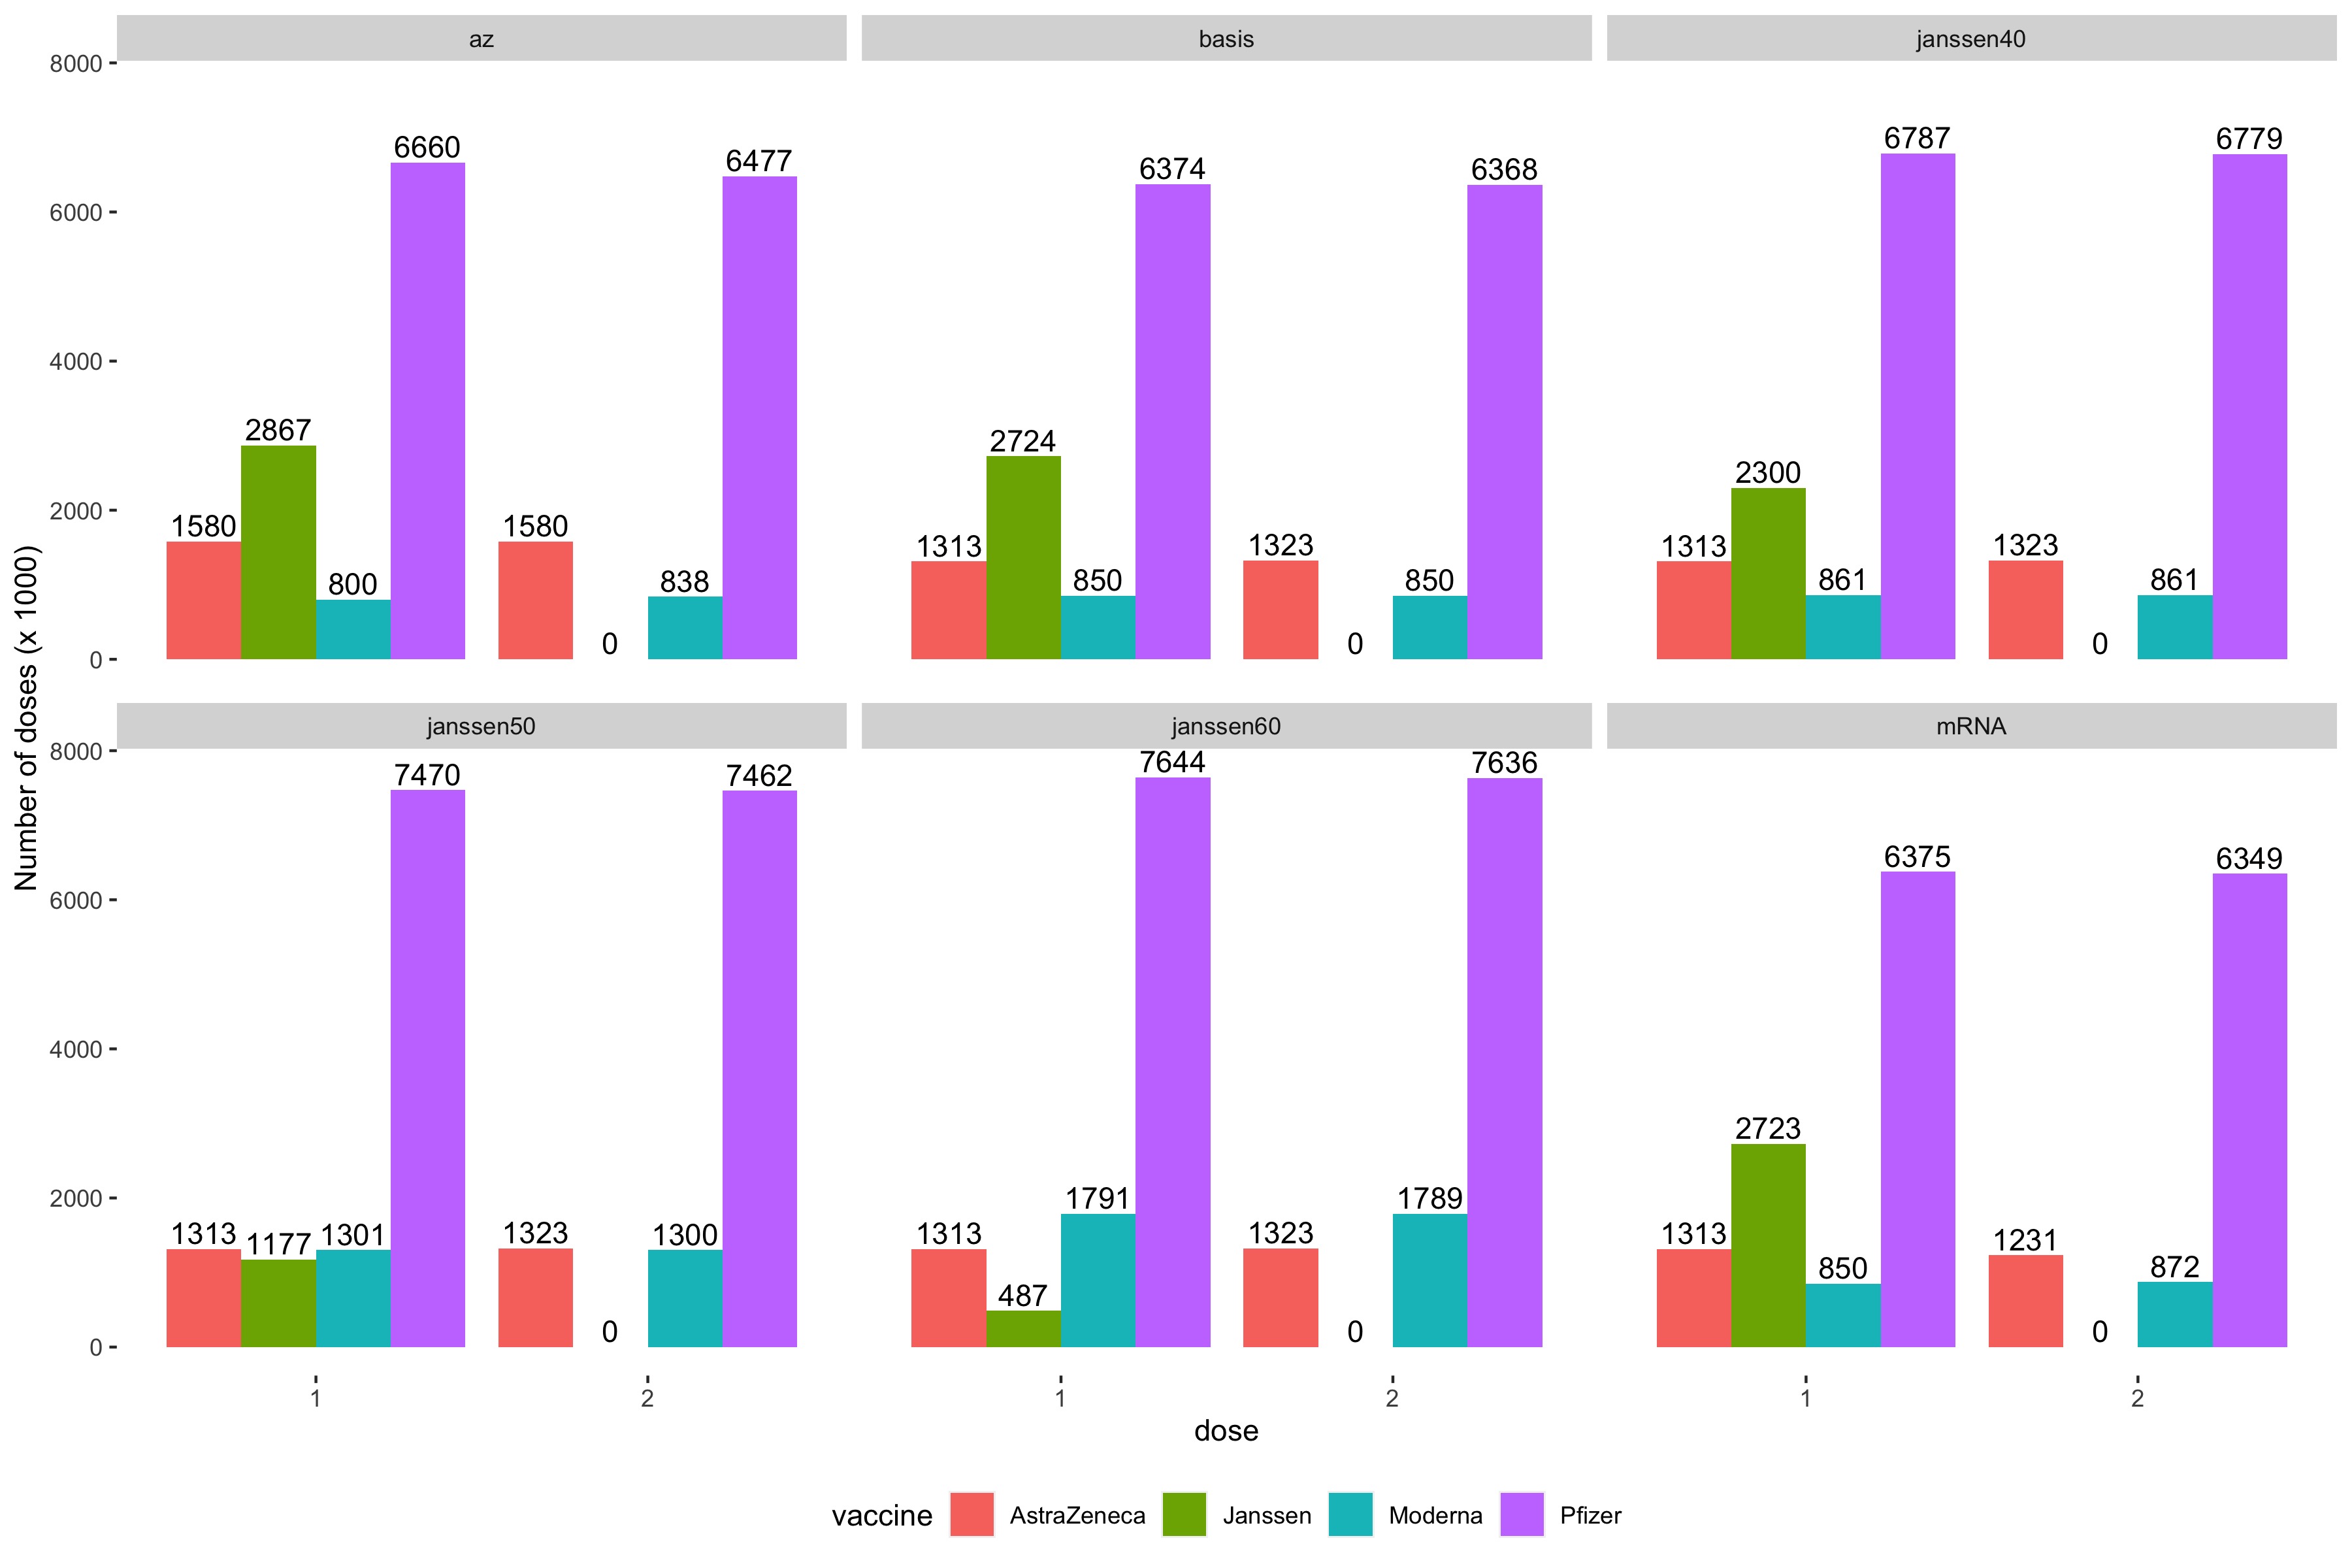 az basis janssen40
8000
6660 6477 6374 6368 6787 6779
6000
4000
2867 2724 2300
2000
1580 1580 1313 1323 1313 1323
800 838 850 850 861 861
0 0 0
0
Number of doses (x 1000)
janssen50 janssen60 mRNA
8000
7470 7462 7644 7636 6375 6349
6000
4000
2723
2000
1791 1789
1313 1177 1301 1323 1300 1313 1323 1313 1231
487 850 872
0 0 0
0
1 2 1 2 1 2
dose
vaccine AstraZeneca Janssen Moderna Pfizer